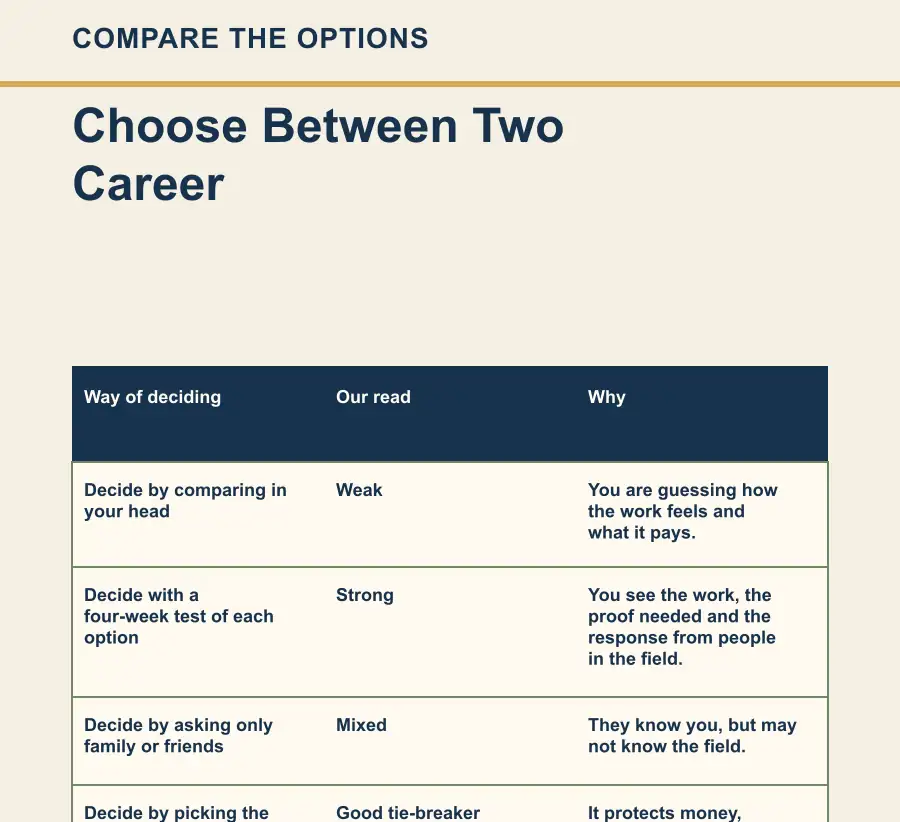 COMPARE THE OPTIONS
Choose Between Two
Career
Way of deciding
Our read
Why
Decide by comparing in
your head
Weak
You are guessing how
the work feels and
what it pays.
Decide with a
four-week test of each
option
Strong
You see the work, the
proof needed and the
response from people
in the field.
Decide by asking only
family or friends
Mixed
They know you, but may
not know the field.
Decide by picking the
Good tie-breaker
It protects money,